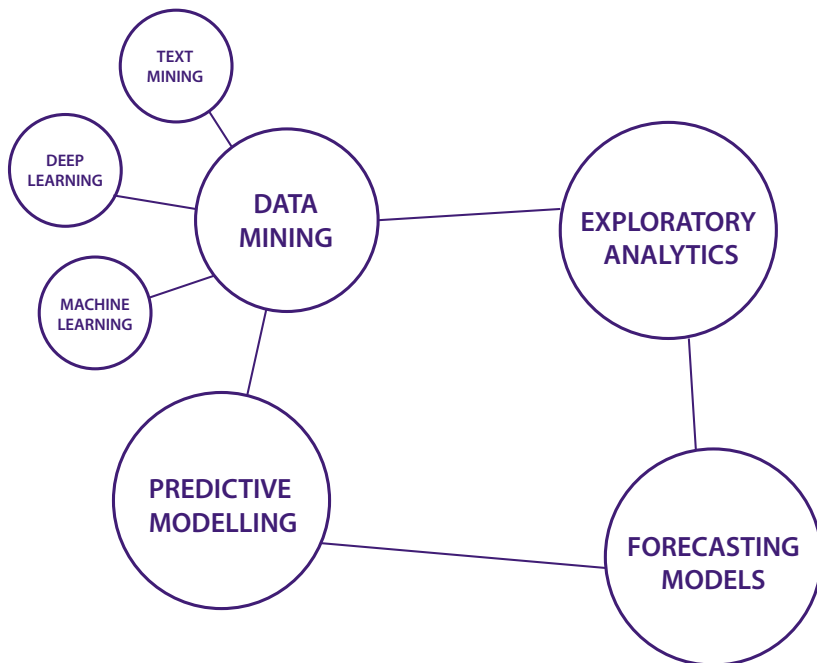 TEXT
MINING
DEEP
LEARNING
DATA
MINING
EXPLORATORY
ANALYTICS
MACHINE
LEARNING
PREDICTIVE
MODELLING
FORECASTING
MODELS